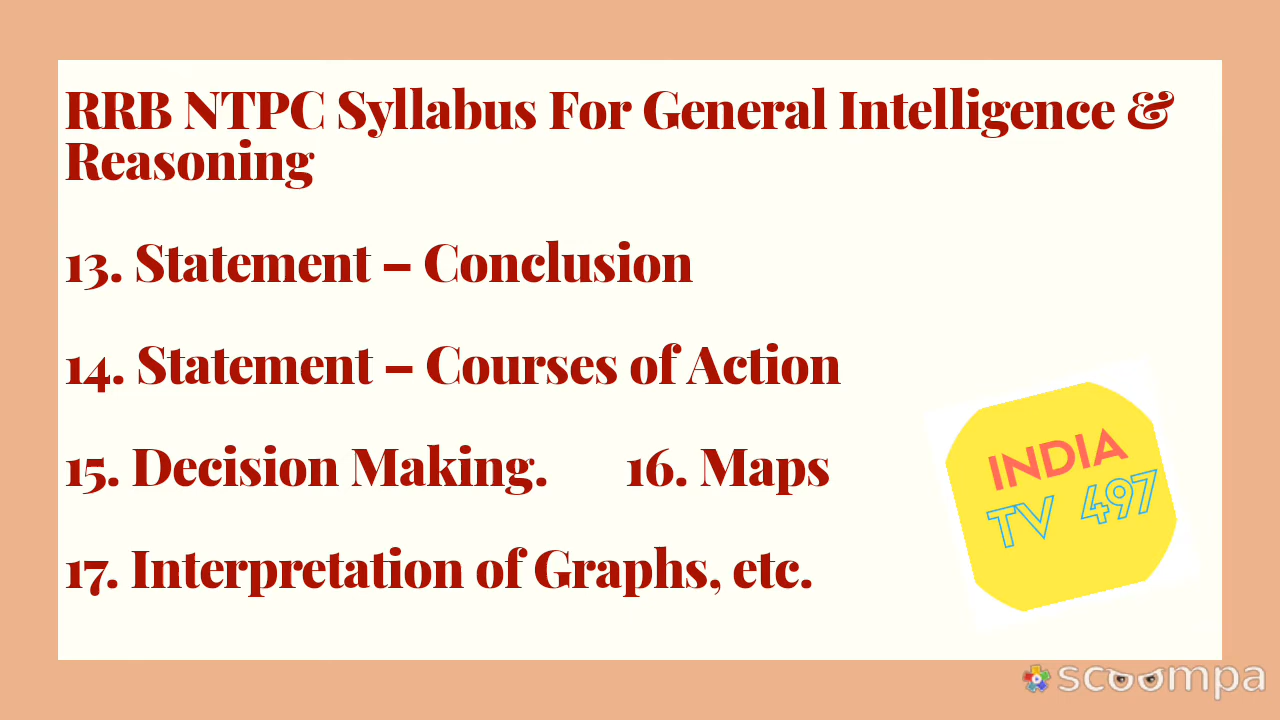 RRB NTPC Syllabus For General Intelligence &
Reasoning
13. Statement – Conclusion
14. Statement – Courses of Action
15. Decision Making. 16. Maps
17. Interpretation of Graphs, etc.
INDIA
TV 497
scoompa